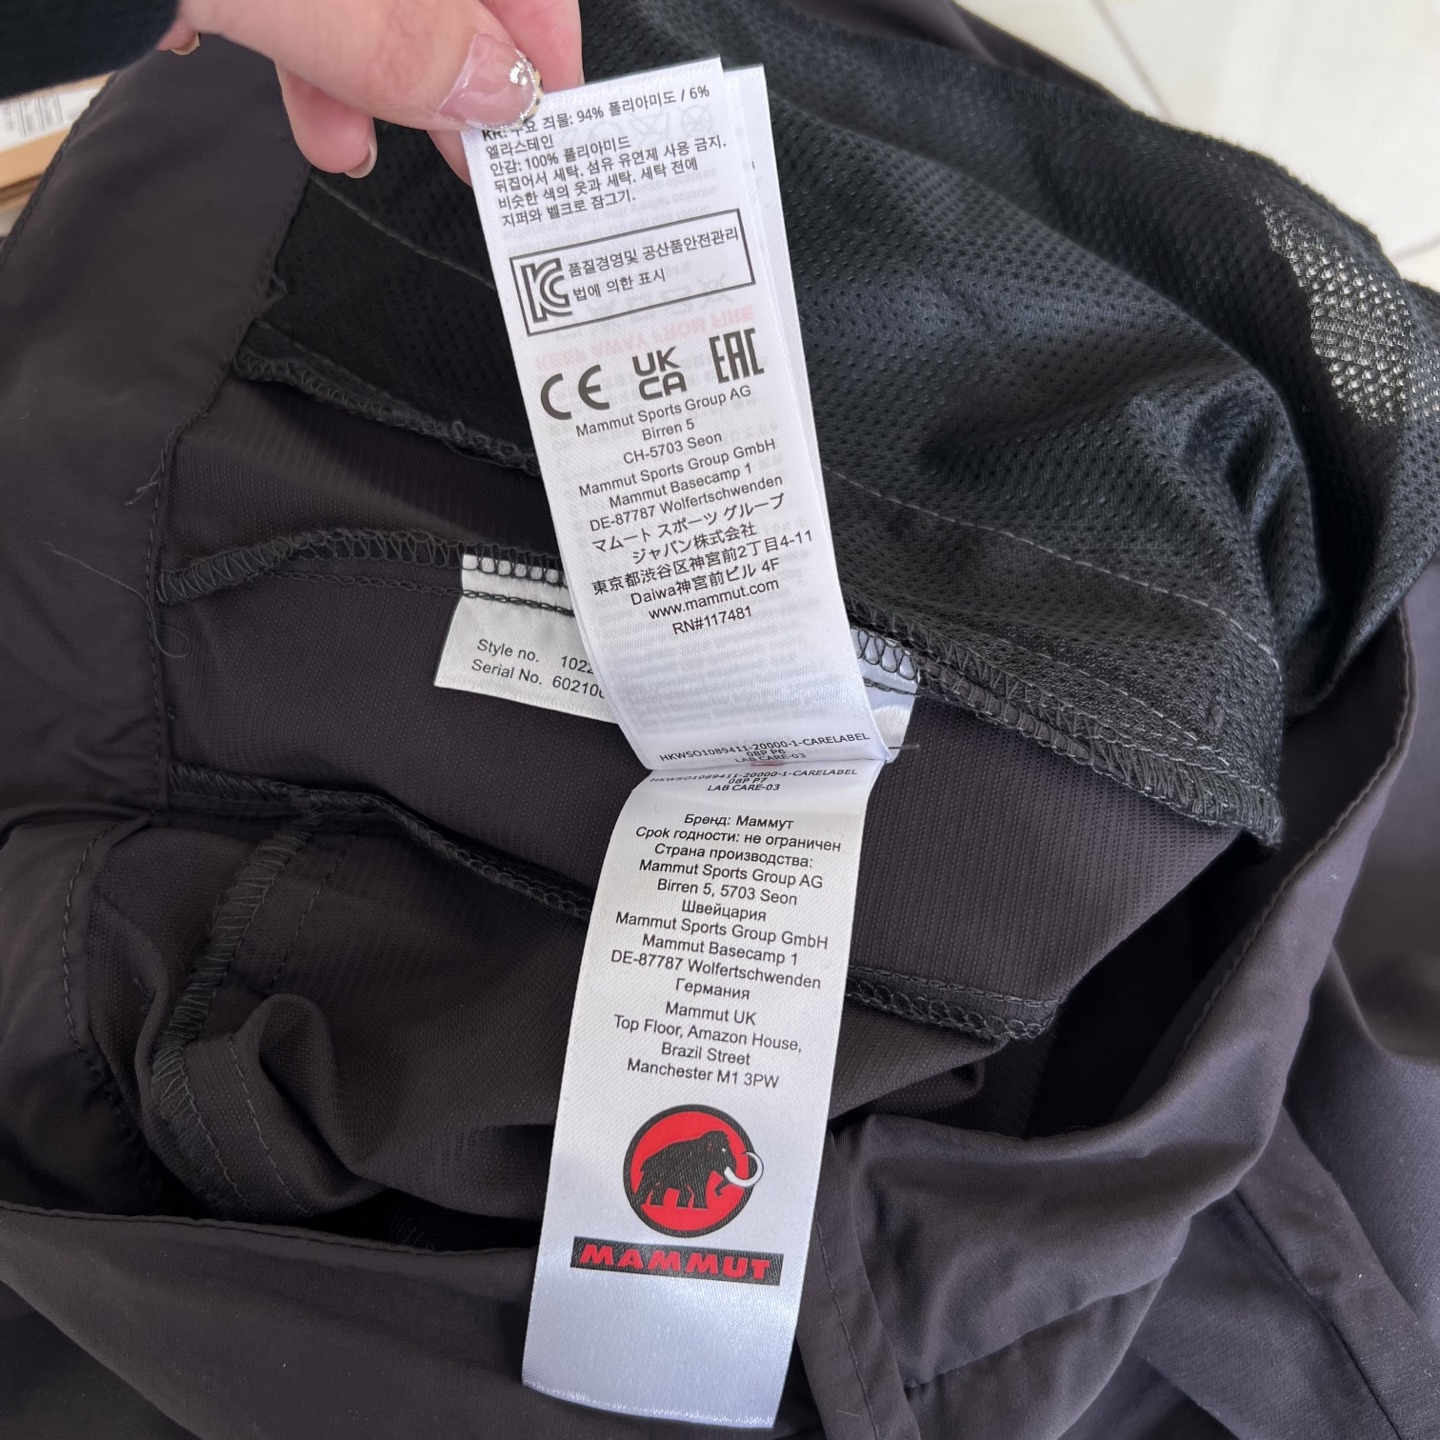 KR: 주요 직물: 94% 폴리아미드 / 6%
엘라스테인
안감: 100% 폴리아미드
뒤집어서 세탁. 섬유 유연제 사용 금지.
비슷한 색의 옷과 세탁. 세탁 전에
지퍼와 벨크로 잠그기.
품질경영및 공산품안전관리
법에 의한 표시
CE UK CA EAC
Mammut Sports Group AG
Birren 5
CH-5703 Seon
Mammut Sports Group GmbH
Mammut Basecamp 1
DE-87787 Wolfertschwenden
マムート スポーツ グループ
ジャパン株式会社
東京都渋谷区神宮前2丁目4-11
Daiwa神宮前ビル 4F
www.mammut.com
RN#117481
Style no. 1022
Serial No. 60210
HKWSO1089411-20000-1-CARELABEL
08P P6
LAB CARE-03
HKWSO1089411-20000-1-CARELABEL
08P P7
LAB CARE-03
Бренд: Маммут
Срок годности: не ограничен
Страна производства:
Mammut Sports Group AG
Birren 5, 5703 Seon
Швейцария
Mammut Sports Group GmbH
Mammut Basecamp 1
DE-87787 Wolfertschwenden
Германия
Mammut UK
Top Floor, Amazon House,
Brazil Street
Manchester M1 3PW
MAMMUT